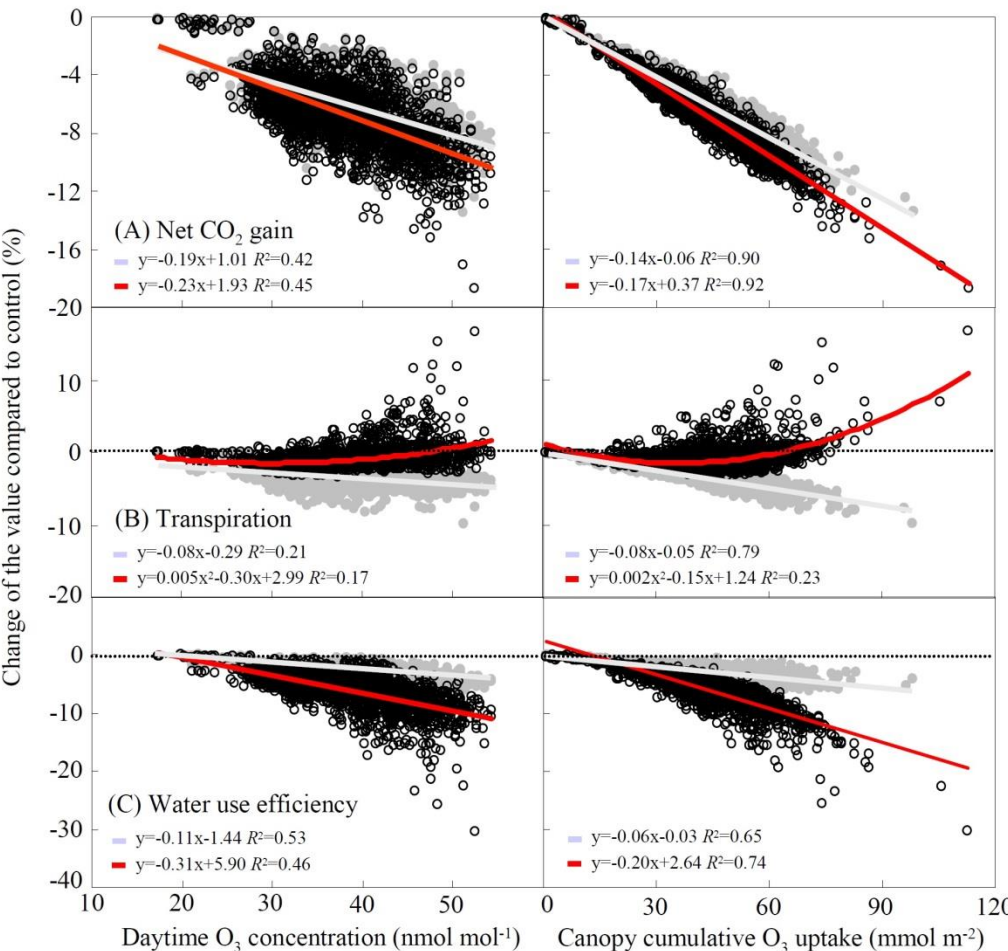 Change of the value compared to control (%)
0
-4
-8
-12
-16
-20
(A) Net CO₂ gain
y=-0.19x+1.01 R²=0.42
y=-0.23x+1.93 R²=0.45
y=-0.14x-0.06 R²=0.90
y=-0.17x+0.37 R²=0.92
-20
10
0
-10
-20
(B) Transpiration
y=-0.08x-0.29 R²=0.21
y=0.005x²-0.30x+2.99 R²=0.17
y=-0.08x-0.05 R²=0.79
y=0.002x²-0.15x+1.24 R²=0.23
0
-10
-20
-30
-40
(C) Water use efficiency
y=-0.11x-1.44 R²=0.53
y=-0.31x+5.90 R²=0.46
y=-0.06x-0.03 R²=0.65
y=-0.20x+2.64 R²=0.74
10 20 30 40 50 0 30 60 90 120
Daytime O₃ concentration (nmol mol⁻¹)
Canopy cumulative O₃ uptake (mmol m⁻²)